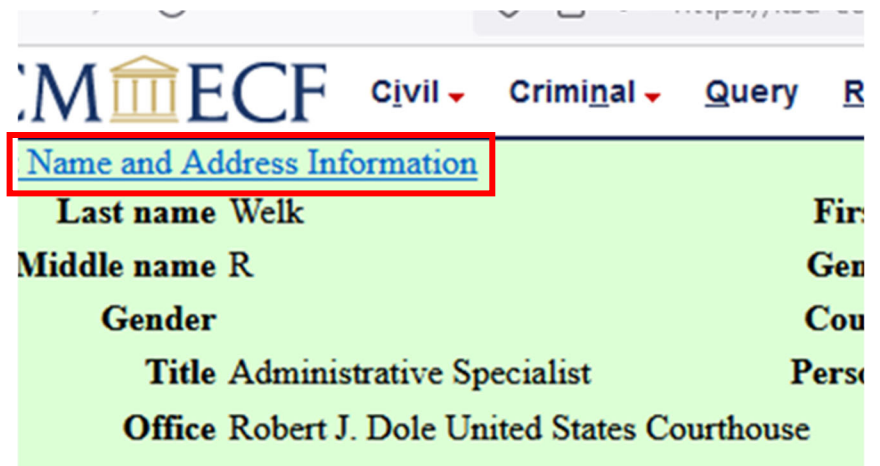 CM ECF Civil Criminal Query R
Name and Address Information
Last name Welk
Middle name R
Gender
Title Administrative Specialist
Office Robert J. Dole United States Courthouse